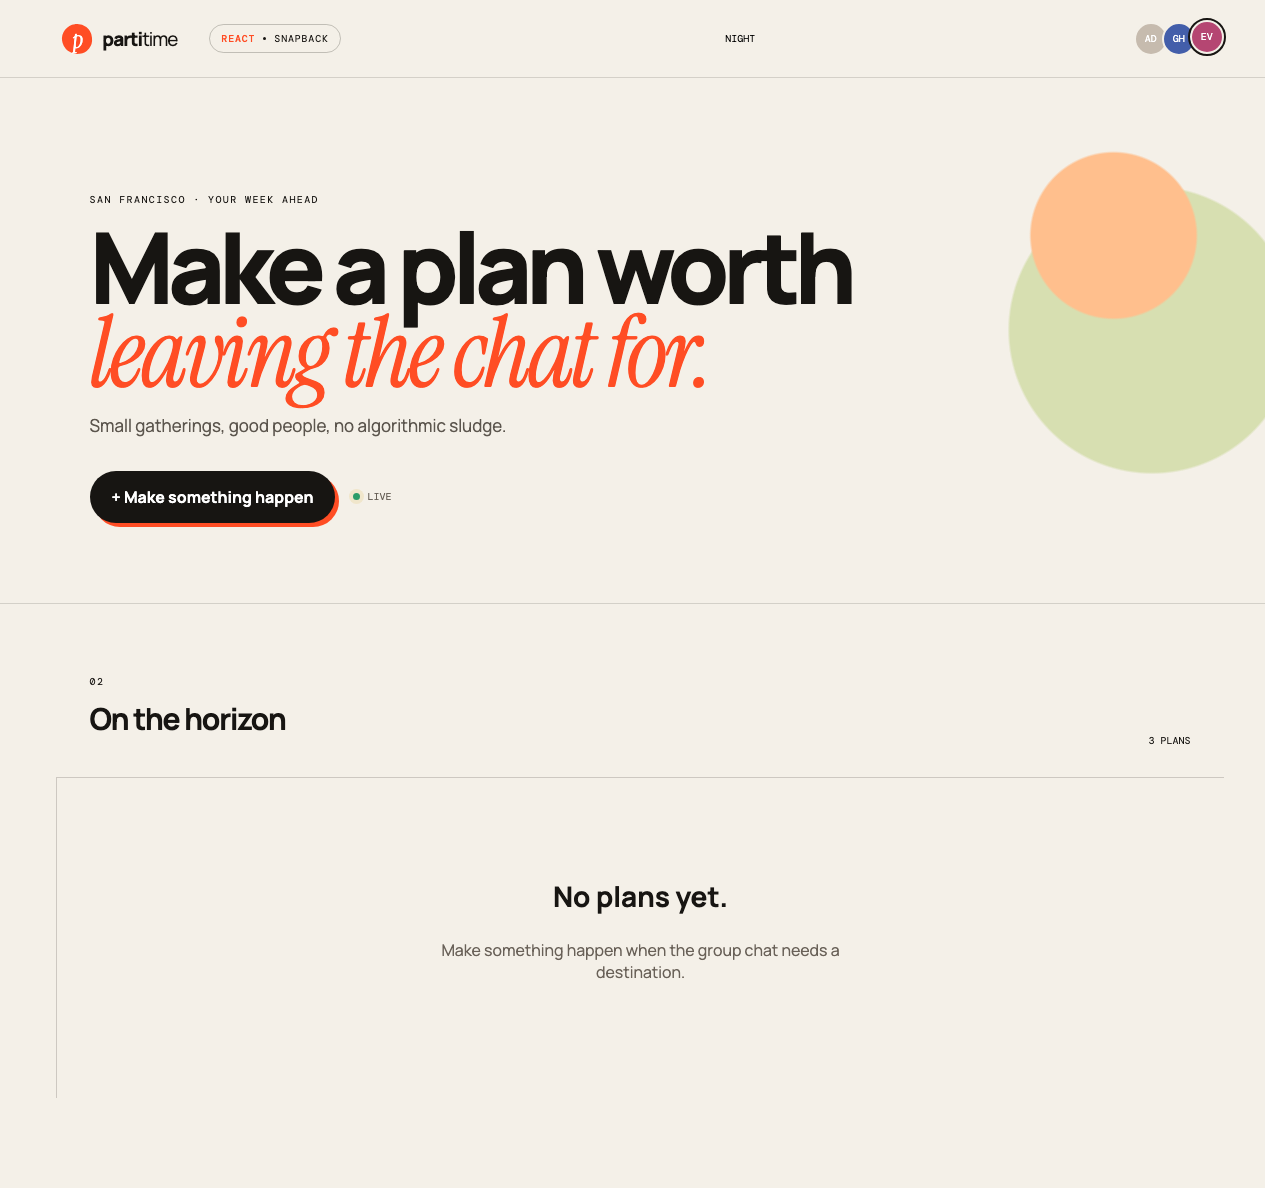 p partitime
REACT • SNAPBACK
NIGHT
AD GH EV
SAN FRANCISCO · YOUR WEEK AHEAD
Make a plan worth
leaving the chat for.
Small gatherings, good people, no algorithmic sludge.
+ Make something happen
LIVE
02
On the horizon
3 PLANS
No plans yet.
Make something happen when the group chat needs a
destination.